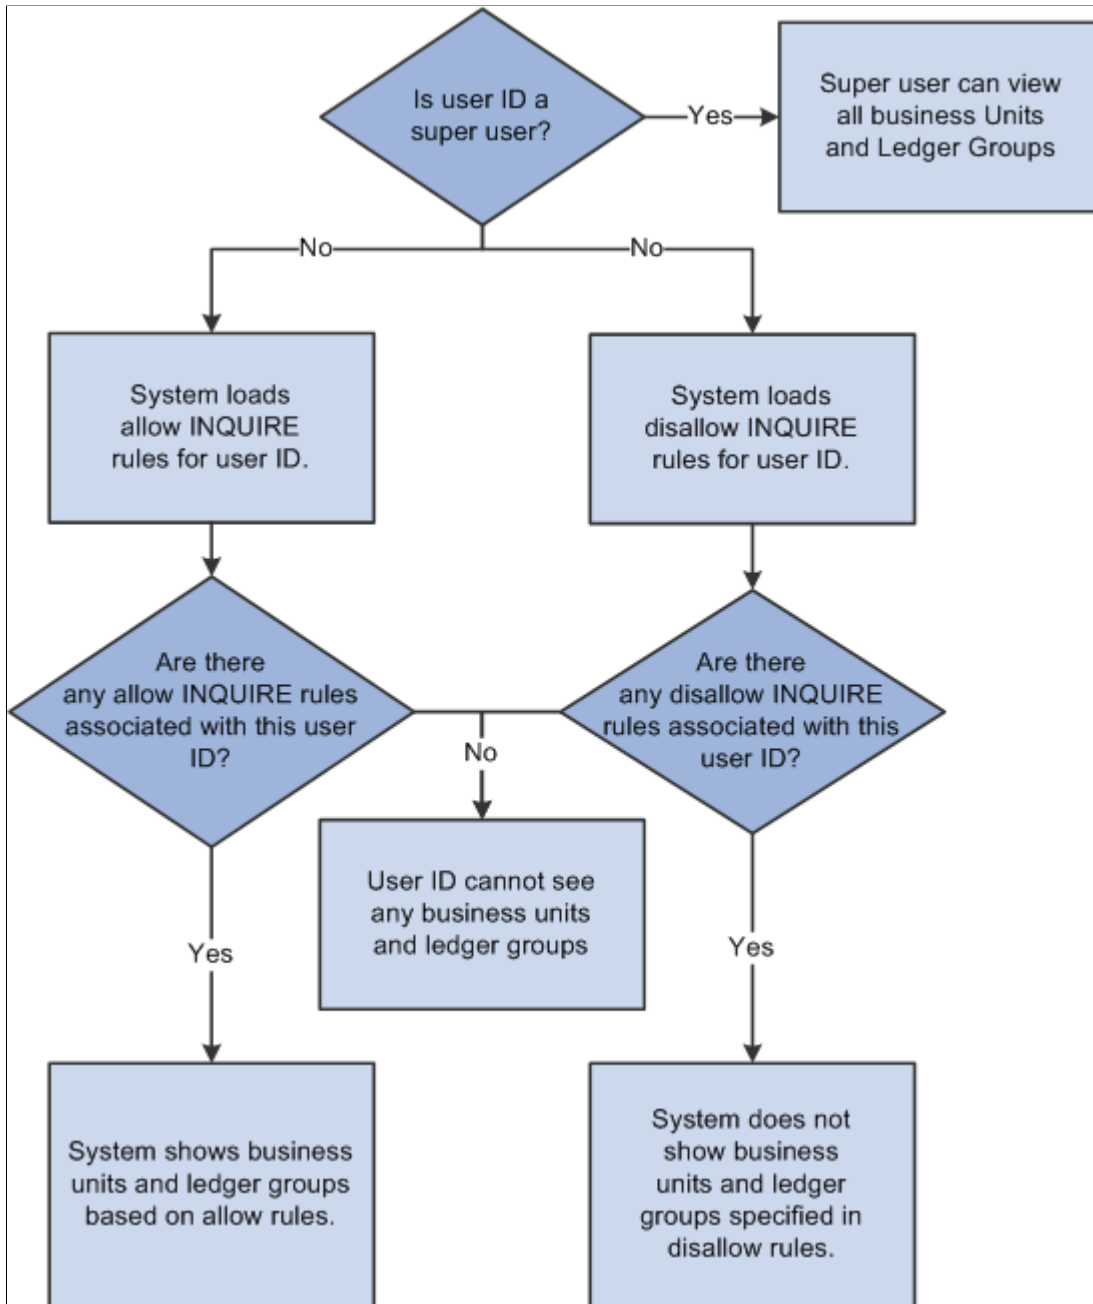 Is user ID a
super user?
Yes
Super user can view
all business Units
and Ledger Groups
No
No
System loads
allow INQUIRE
rules for user ID.
System loads
disallow INQUIRE
rules for user ID.
Are there
any allow INQUIRE rules
associated with this user
ID?
Are there
any disallow INQUIRE
rules associated with this
user ID?
No
User ID cannot see
any business units
and ledger groups
Yes
Yes
System shows business
units and ledger groups
based on allow rules.
System does not
show business
units and ledger
groups specified in
disallow rules.